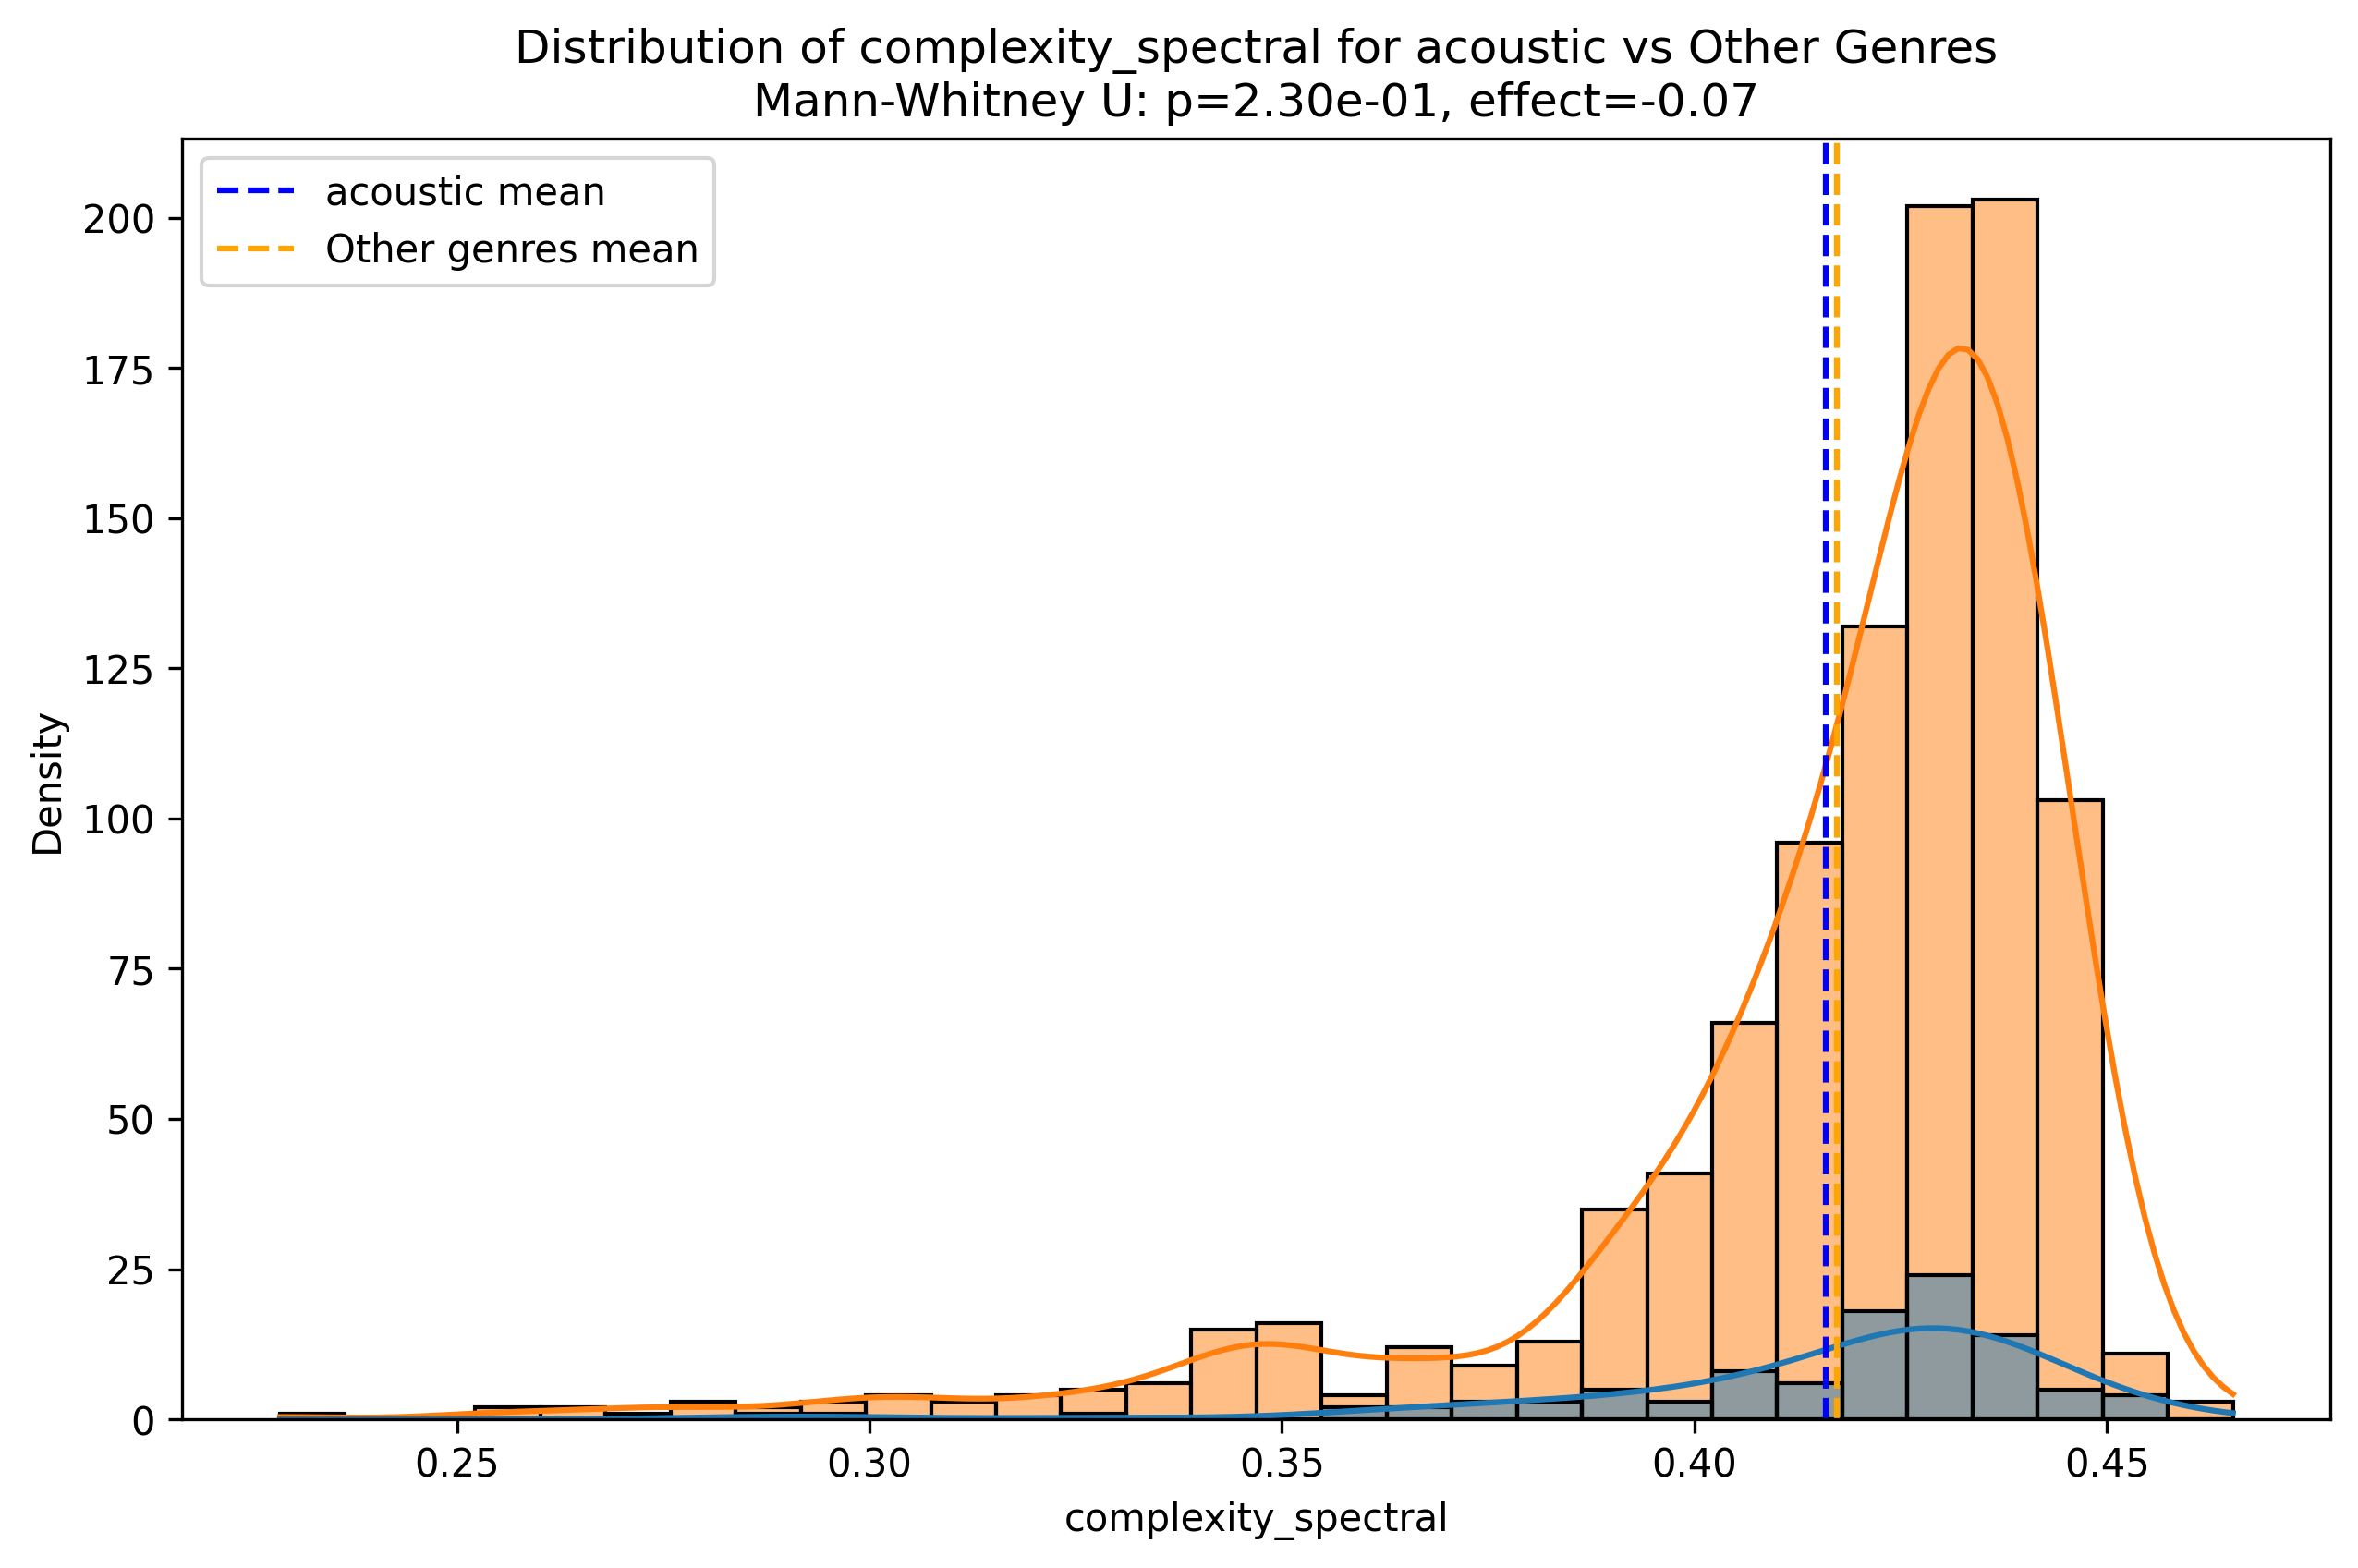 Distribution of complexity_spectral for acoustic vs Other Genres
Mann-Whitney U: p=2.30e-01, effect=-0.07
acoustic mean
Other genres mean
200
175
150
125
100
75
50
25
0
Density
0.25 0.30 0.35 0.40 0.45
complexity_spectral